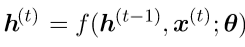 𝒉⁽ᵗ⁾ = f(𝒉⁽ᵗ⁻¹⁾, 𝒙⁽ᵗ⁾; 𝜽)